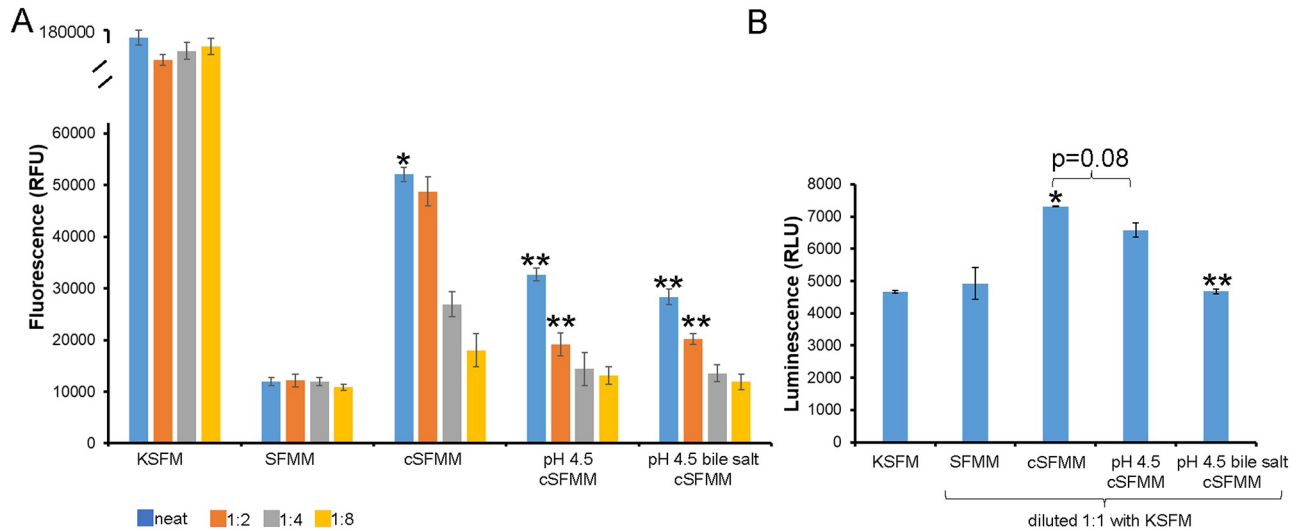 A
180000
60000
50000
40000
30000
20000
10000
0
Fluorescence (RFU)
*
**
**
**
**
KSFM
SFMM
cSFMM
pH 4.5
cSFMM
pH 4.5 bile salt
cSFMM
neat
1:2
1:4
1:8
B
p=0.08
8000
7000
6000
5000
4000
3000
2000
1000
0
Luminescence (RLU)
*
**
KSFM
SFMM
cSFMM
pH 4.5
cSFMM
pH 4.5 bile salt
cSFMM
diluted 1:1 with KSFM